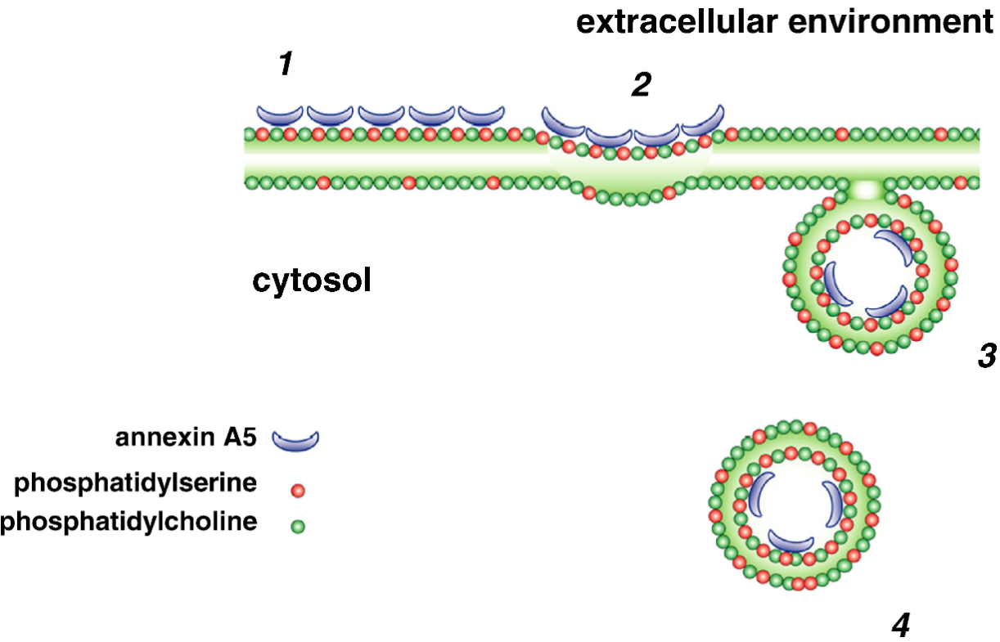 extracellular environment
1
2
cytosol
3
annexin A5
phosphatidylserine
phosphatidylcholine
4